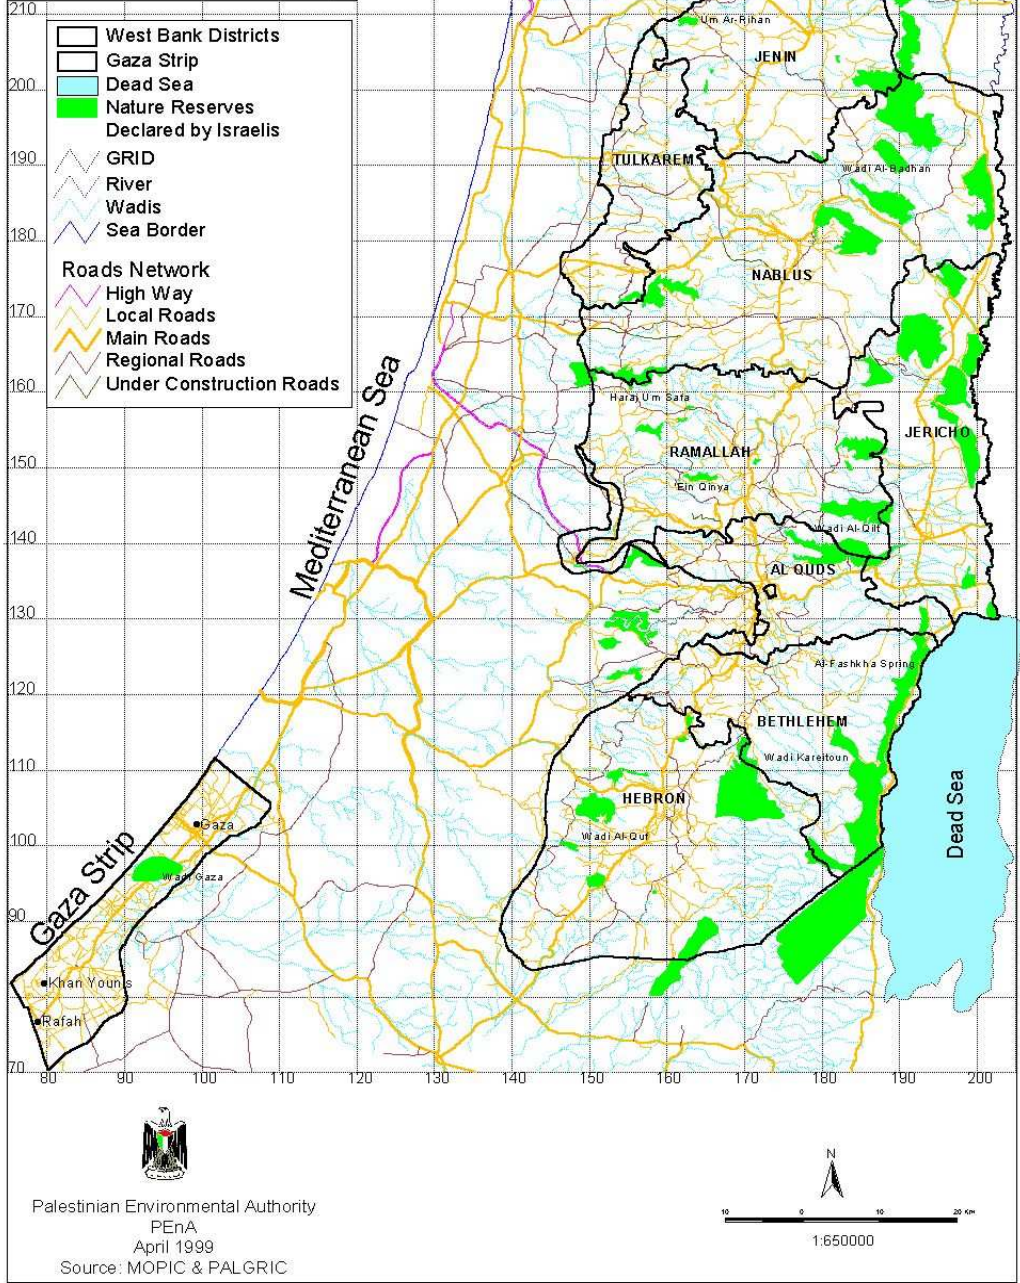 210
200
190
180
170
160
150
140
130
120
110
100
90
70
West Bank Districts
Gaza Strip
Dead Sea
Nature Reserves
Declared by Israelis
GRID
River
Wadis
Sea Border
Roads Network
High Way
Local Roads
Main Roads
Regional Roads
Under Construction Roads
Um Ar-Rihan
JENIN
TULKAREM
Wadi Al-Badhan
NABLUS
Mediterranean Sea
Haraj Um Safa
JERICHO
RAMALLAH
'Ein Qinya
Wadi Al-Qilt
AL QUDS
Al-Fashkha Spring
BETHLEHEM
Wadi Kareitoun
HEBRON
Dead Sea
Wadi Al-Quf
Gaza
Gaza Strip
Wadi Gaza
Khan Younis
Rafah
80 90 100 110 120 130 140 150 160 170 180 190 200
N
10 0 10 20 Km
1:650000
Palestinian Environmental Authority
PEnA
April 1999
Source: MOPIC & PALGRIC